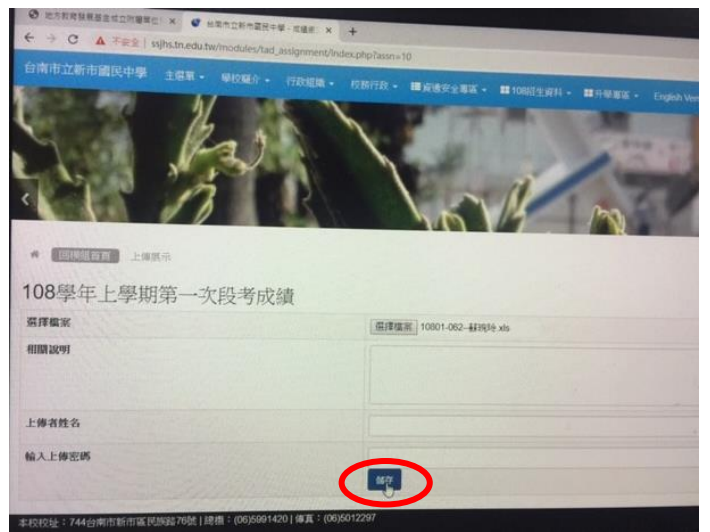 地方教育發展基金或立附屬單位
台南市立新市國民中學 - 成績繳
不安全 | ssjhs.tn.edu.tw/modules/tad_assignment/index.php?assn=10
台南市立新市國民中學 主選單 學校簡介 行政組織 校務行政 資通安全專區 108招生資料 升學專區 English Ver
回模組首頁 上傳展示
108學年上學期第一次段考成績
選擇檔案 選擇檔案 10801-062--蘇琬玲.xls
相關說明
上傳者姓名
輸入上傳密碼
儲存
本校校址:744台南市新市區民族路76號 | 總機:(06)5991420 | 傳真:(06)5012297